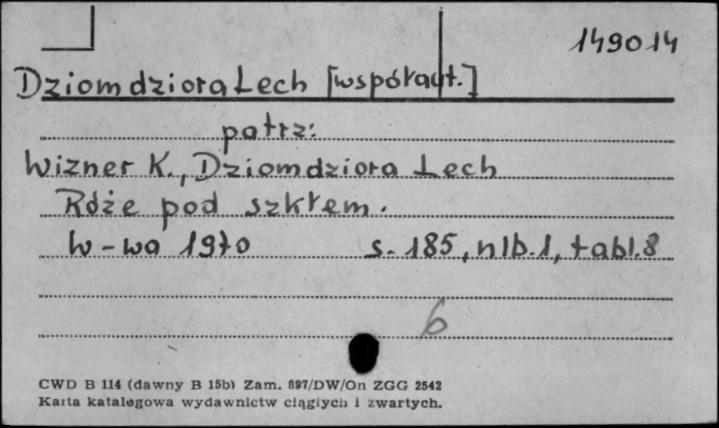 149014
Dziomdziora Lech [współaut.]
patrz:
Wizner K., Dziomdziora Lech
Róże pod szkłem.
W-wa 1970 s. 185, nlb. 1, tabl. 8
6
CWD B 114 (dawny B 15b) Zam. 897/DW/On ZGG 2542
Karta katalogowa wydawnictw ciągłych i zwartych.